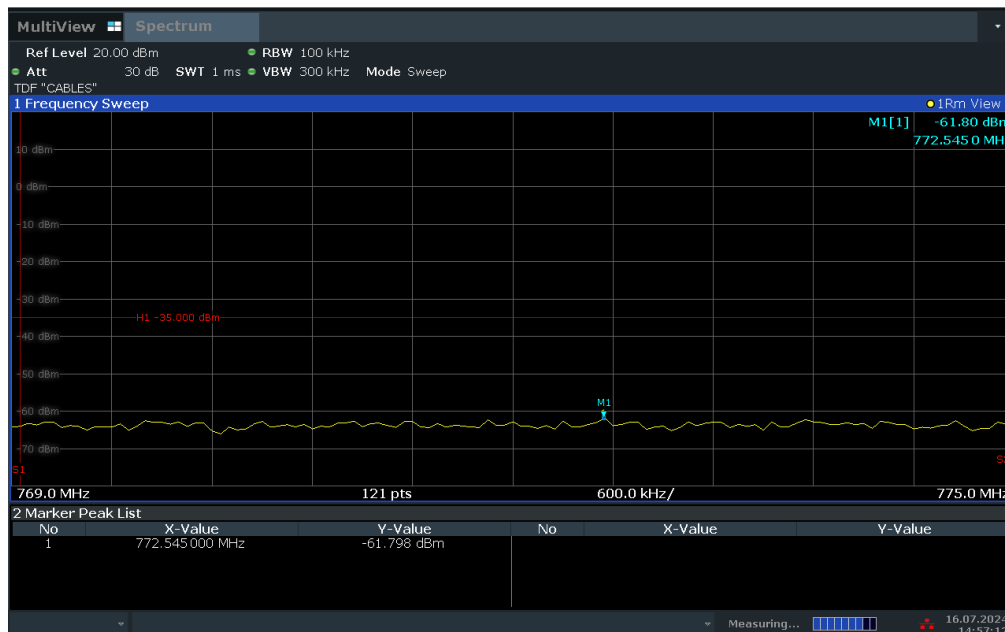 MultiView Spectrum
Ref Level 20.00 dBm RBW 100 kHz
Att 30 dB SWT 1 ms VBW 300 kHz Mode Sweep
TDF "CABLES"
1 Frequency Sweep 1Rm View
M1[1] -61.80 dBm
772.5450 MH
10 dBm
0 dBm
-10 dBm
-20 dBm
-30 dBm
H1 -35.000 dBm
-40 dBm
-50 dBm
M1
-60 dBm
-70 dBm
S1
769.0 MHz 121 pts 600.0 kHz/ 775.0 MHz
2 Marker Peak List
No X-Value Y-Value No X-Value Y-Value
1 772.545000 MHz -61.798 dBm
Measuring... 16.07.2024